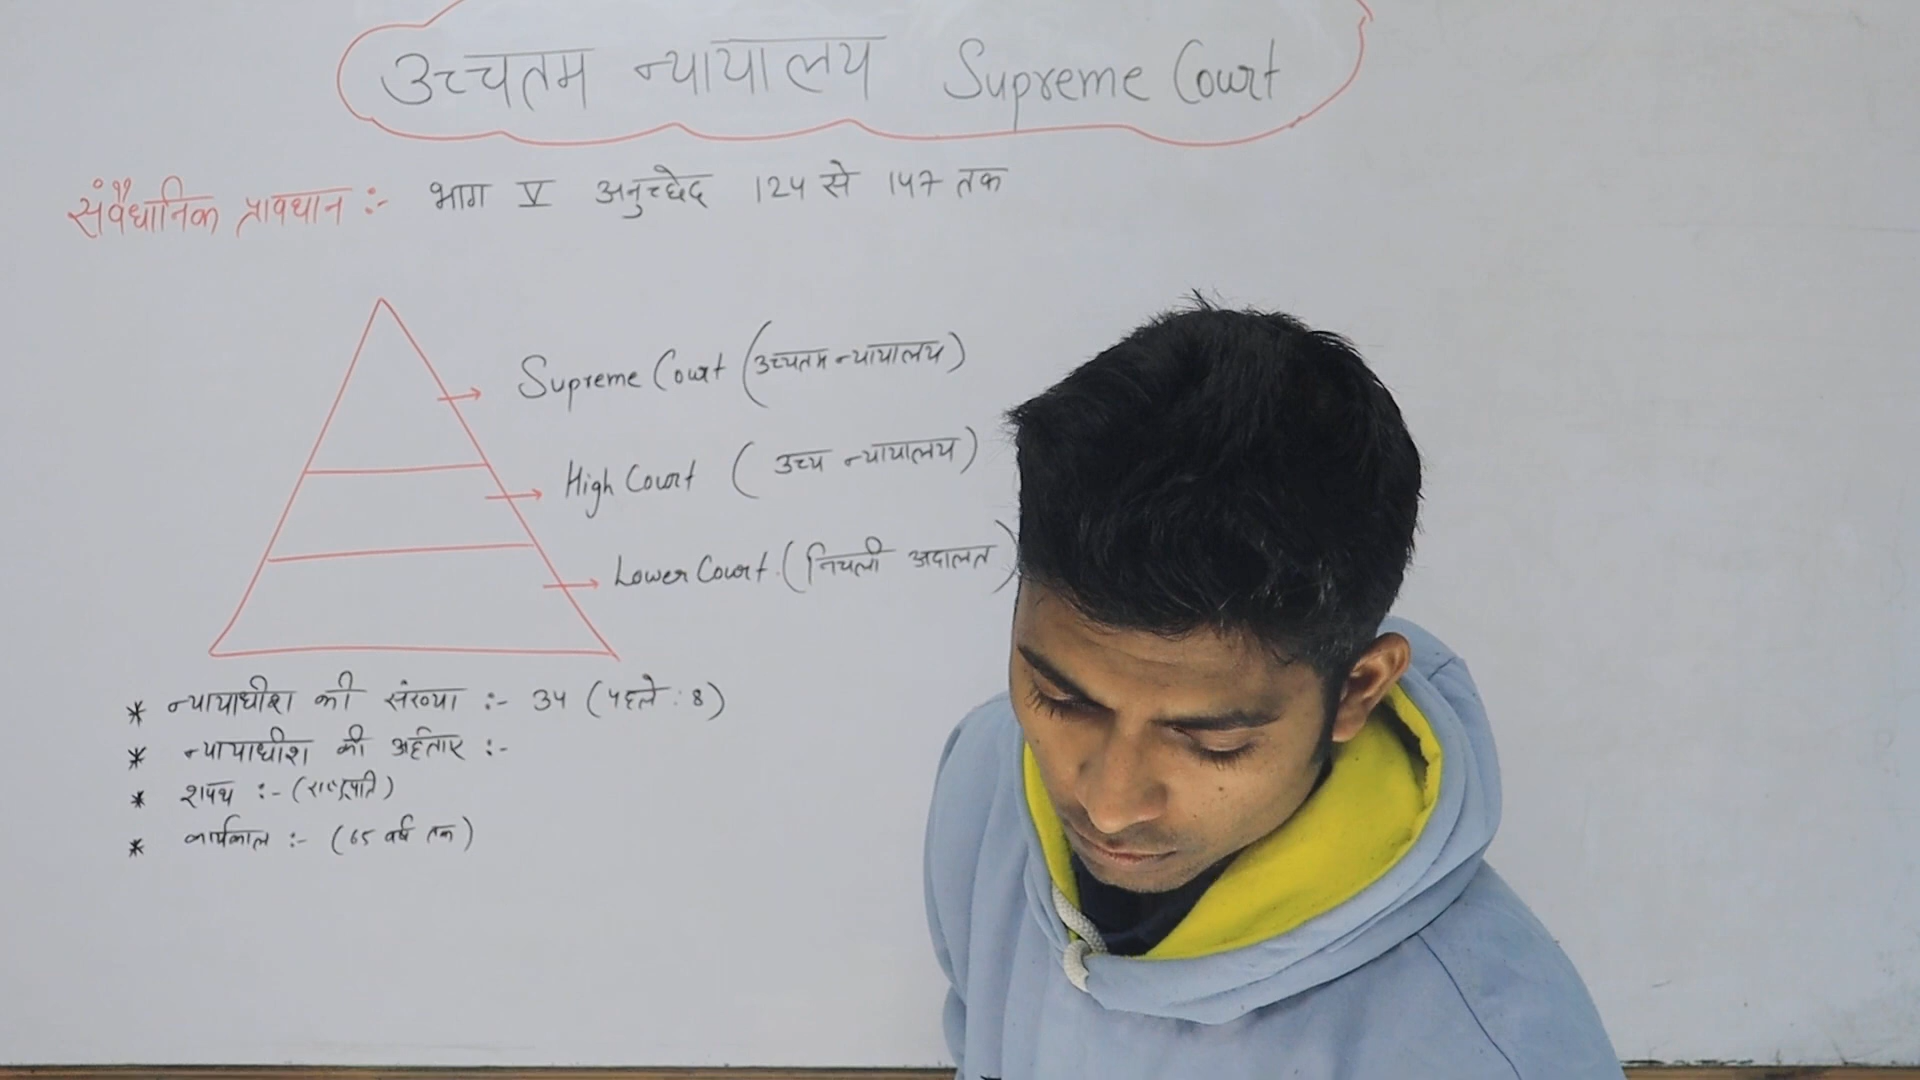 उच्चतम न्यायालय Supreme Court
संवैधानिक प्रावधान :- भाग V अनुच्छेद 124 से 147 तक
Supreme Court (उच्चतम न्यायालय)
High Court (उच्च न्यायालय)
Lower Court. (निचली अदालत)
* न्यायाधीश की संख्या :- 34 (पहले : 8)
* न्यायाधीश की अर्हताए :-
* शपथ :- (राष्ट्रपति)
* कार्यकाल :- (65 वर्ष तक)